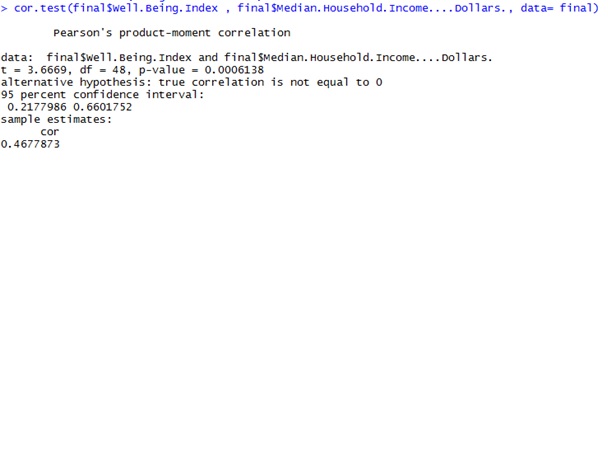 > cor.test(final$Well.Being.Index , final$Median.Household.Income....Dollars., data= final)
Pearson's product-moment correlation
data:  final$Well.Being.Index and final$Median.Household.Income....Dollars.
t = 3.6669, df = 48, p-value = 0.0006138
alternative hypothesis: true correlation is not equal to 0
95 percent confidence interval:
0.2177986 0.6601752
sample estimates:
cor
0.4677873